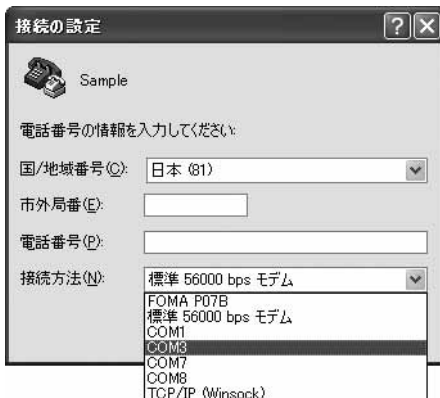 接続の設定
Sample
電話番号の情報を入力してください:
国/地域番号(C): 日本 (81)
市外局番(E):
電話番号(P):
接続方法(N): 標準 56000 bps モデム
FOMA P07B
標準 56000 bps モデム
COM1
COM3
COM7
COM8
TCP/IP (Winsock)